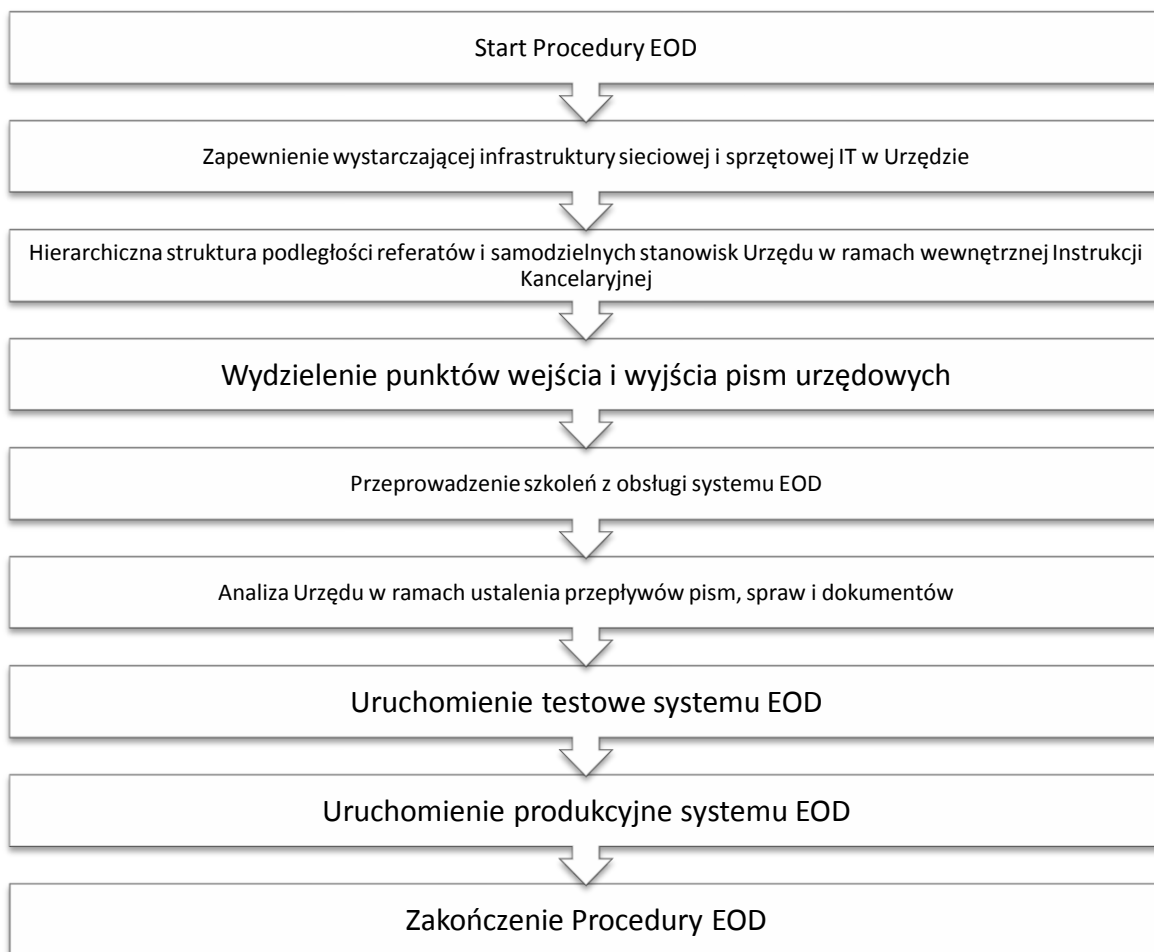 Start Procedury EOD
Zapewnienie wystarczającej infrastruktury sieciowej i sprzętowej IT w Urzędzie
Hierarchiczna struktura podległości referatów i samodzielnych stanowisk Urzędu w ramach wewnętrznej Instrukcji
Kancelaryjnej
Wydzielenie punktów wejścia i wyjścia pism urzędowych
Przeprowadzenie szkoleń z obsługi systemu EOD
Analiza Urzędu w ramach ustalenia przepływów pism, spraw i dokumentów
Uruchomienie testowe systemu EOD
Uruchomienie produkcyjne systemu EOD
Zakończenie Procedury EOD